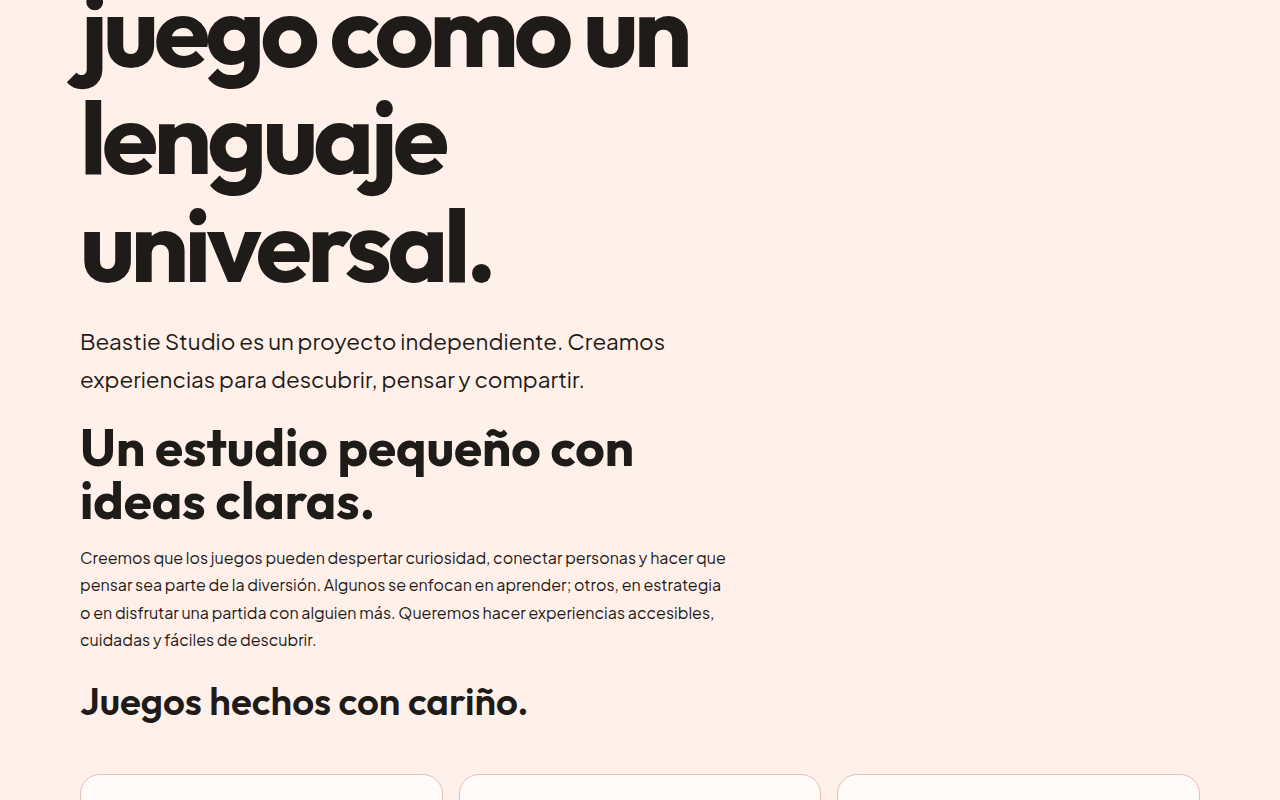 juego como un
lenguaje
universal.
Beastie Studio es un proyecto independiente. Creamos
experiencias para descubrir, pensar y compartir.
Un estudio pequeño con
ideas claras.
Creemos que los juegos pueden despertar curiosidad, conectar personas y hacer que
pensar sea parte de la diversión. Algunos se enfocan en aprender; otros, en estrategia
o en disfrutar una partida con alguien más. Queremos hacer experiencias accesibles,
cuidadas y fáciles de descubrir.
Juegos hechos con cariño.